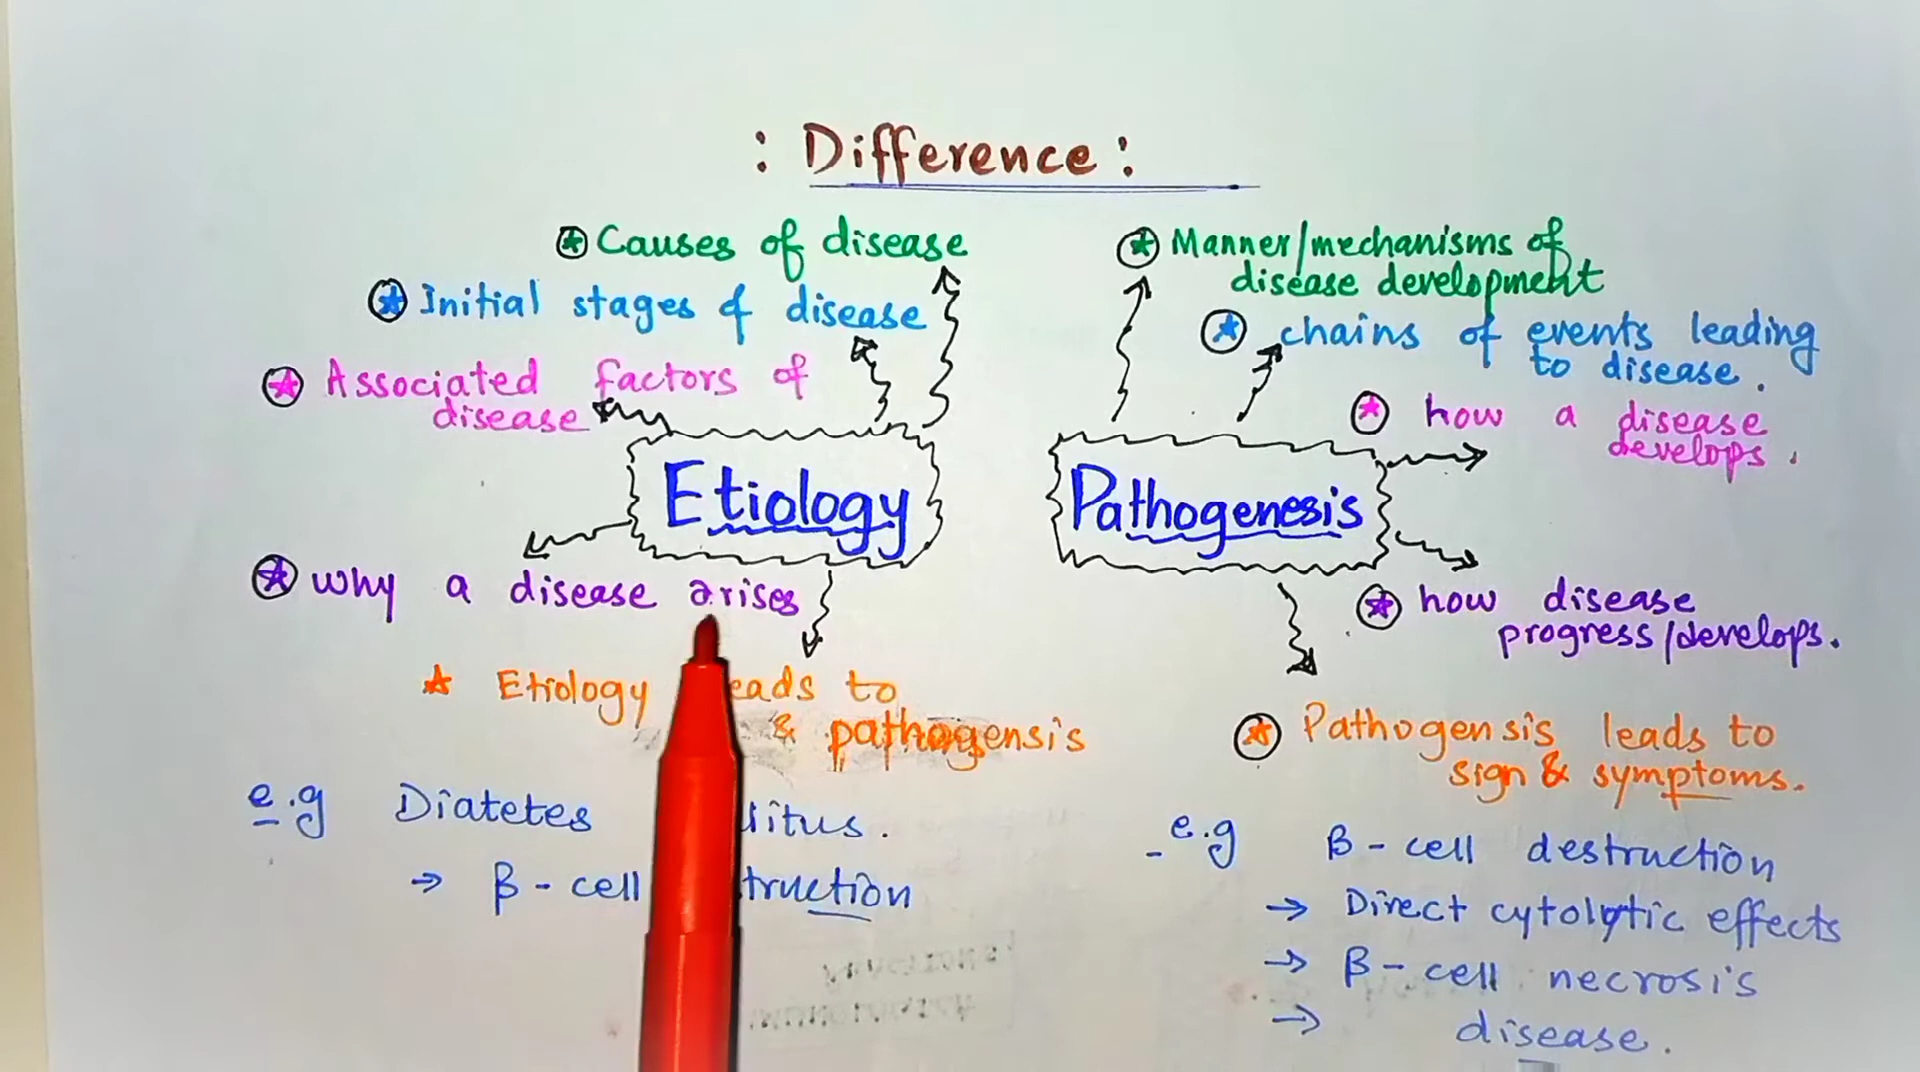 : Difference :
Causes of disease
Initial stages of disease
Associated factors of
disease
Etiology
why a disease arises
Etiology eads to
& pathogensis
e.g Diatetes litus.
→ β - cell truction
Manner/mechanisms of
disease development
chains of events leading
to disease.
how a disease
develops.
Pathogenesis
how disease
progress/develops.
Pathogensis leads to
sign & symptoms.
e.g β - cell destruction
→ Direct cytolytic effects
→ β - cell necrosis
→ disease.